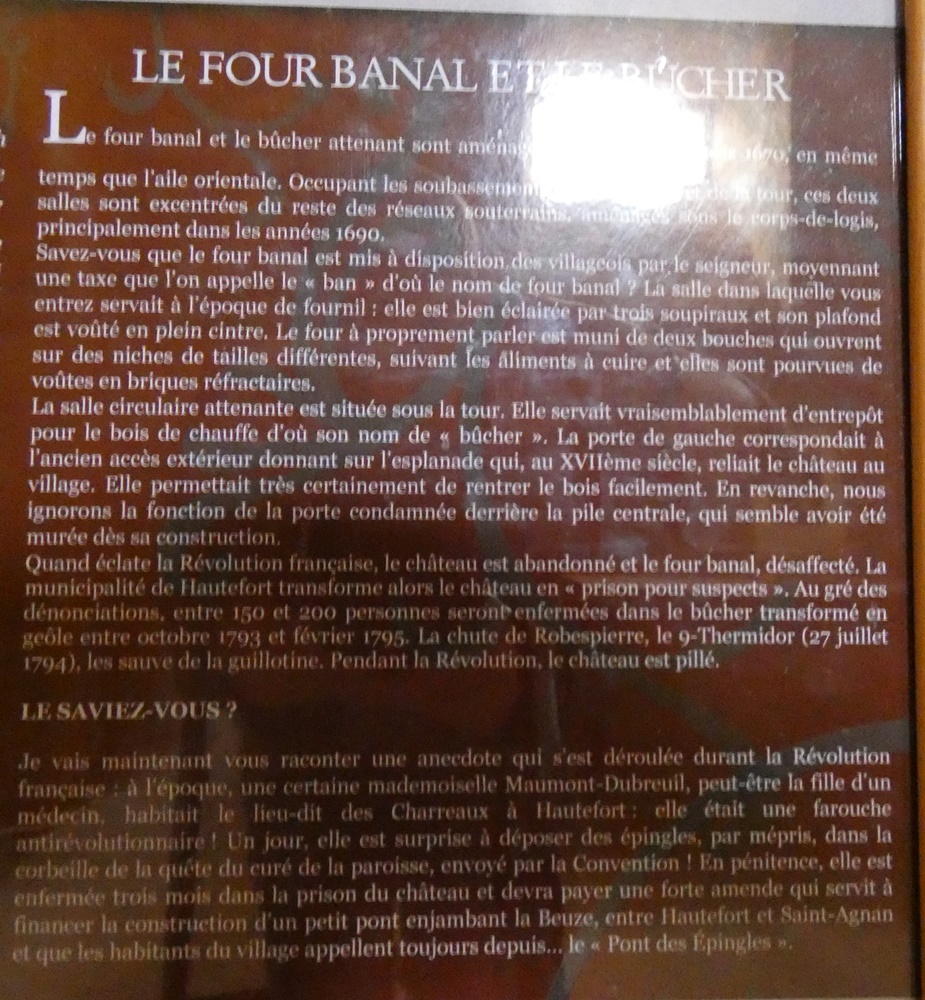 LE FOUR BANAL ET LE BÛCHER
Le four banal et le bûcher attenant sont aménag 1670, en même
temps que l'aile orientale. Occupant les soubassemen et de la tour, ces deux
salles sont excentrées du reste des réseaux souterrains, aménagés sous le corps-de-logis,
principalement dans les années 1690.
Savez-vous que le four banal est mis à disposition des villageois par le seigneur, moyennant
une taxe que l'on appelle le « ban » d'où le nom de four banal ? La salle dans laquelle vous
entrez servait à l'époque de fournil : elle est bien éclairée par trois soupiraux et son plafond
est voûté en plein cintre. Le four à proprement parler est muni de deux bouches qui ouvrent
sur des niches de tailles différentes, suivant les âliments à cuire et elles sont pourvues de
voûtes en briques réfractaires.
La salle circulaire attenante est située sous la tour. Elle servait vraisemblablement d'entrepôt
pour le bois de chauffe d'où son nom de « bûcher ». La porte de gauche correspondait à
l'ancien accès extérieur donnant sur l'esplanade qui, au XVIIème siècle, reliait le château au
village. Elle permettait très certainement de rentrer le bois facilement. En revanche, nous
ignorons la fonction de la porte condamnée derrière la pile centrale, qui semble avoir été
murée dès sa construction.
Quand éclate la Révolution française, le château est abandonné et le four banal, désaffecté. La
municipalité de Hautefort transforme alors le château en « prison pour suspects ». Au gré des
dénonciations, entre 150 et 200 personnes seront enfermées dans le bûcher transformé en
geôle entre octobre 1793 et février 1795. La chute de Robespierre, le 9-Thermidor (27 juillet
1794), les sauve de la guillotine. Pendant la Révolution, le château est pillé.
LE SAVIEZ-VOUS ?
Je vais maintenant vous raconter une anecdote qui s'est déroulée durant la Révolution
française : à l'époque, une certaine mademoiselle Maumont-Dubreuil, peut-être la fille d'un
médecin, habitait le lieu-dit des Charreaux à Hautefort : elle était une farouche
antirévolutionnaire ! Un jour, elle est surprise à déposer des épingles, par mépris, dans la
corbeille de la quête du curé de la paroisse, envoyé par la Convention ! En pénitence, elle est
enfermée trois mois dans la prison du château et devra payer une forte amende qui servit à
financer la construction d'un petit pont enjambant la Beuze, entre Hautefort et Saint-Agnan
et que les habitants du village appellent toujours depuis... le « Pont des Épingles ».